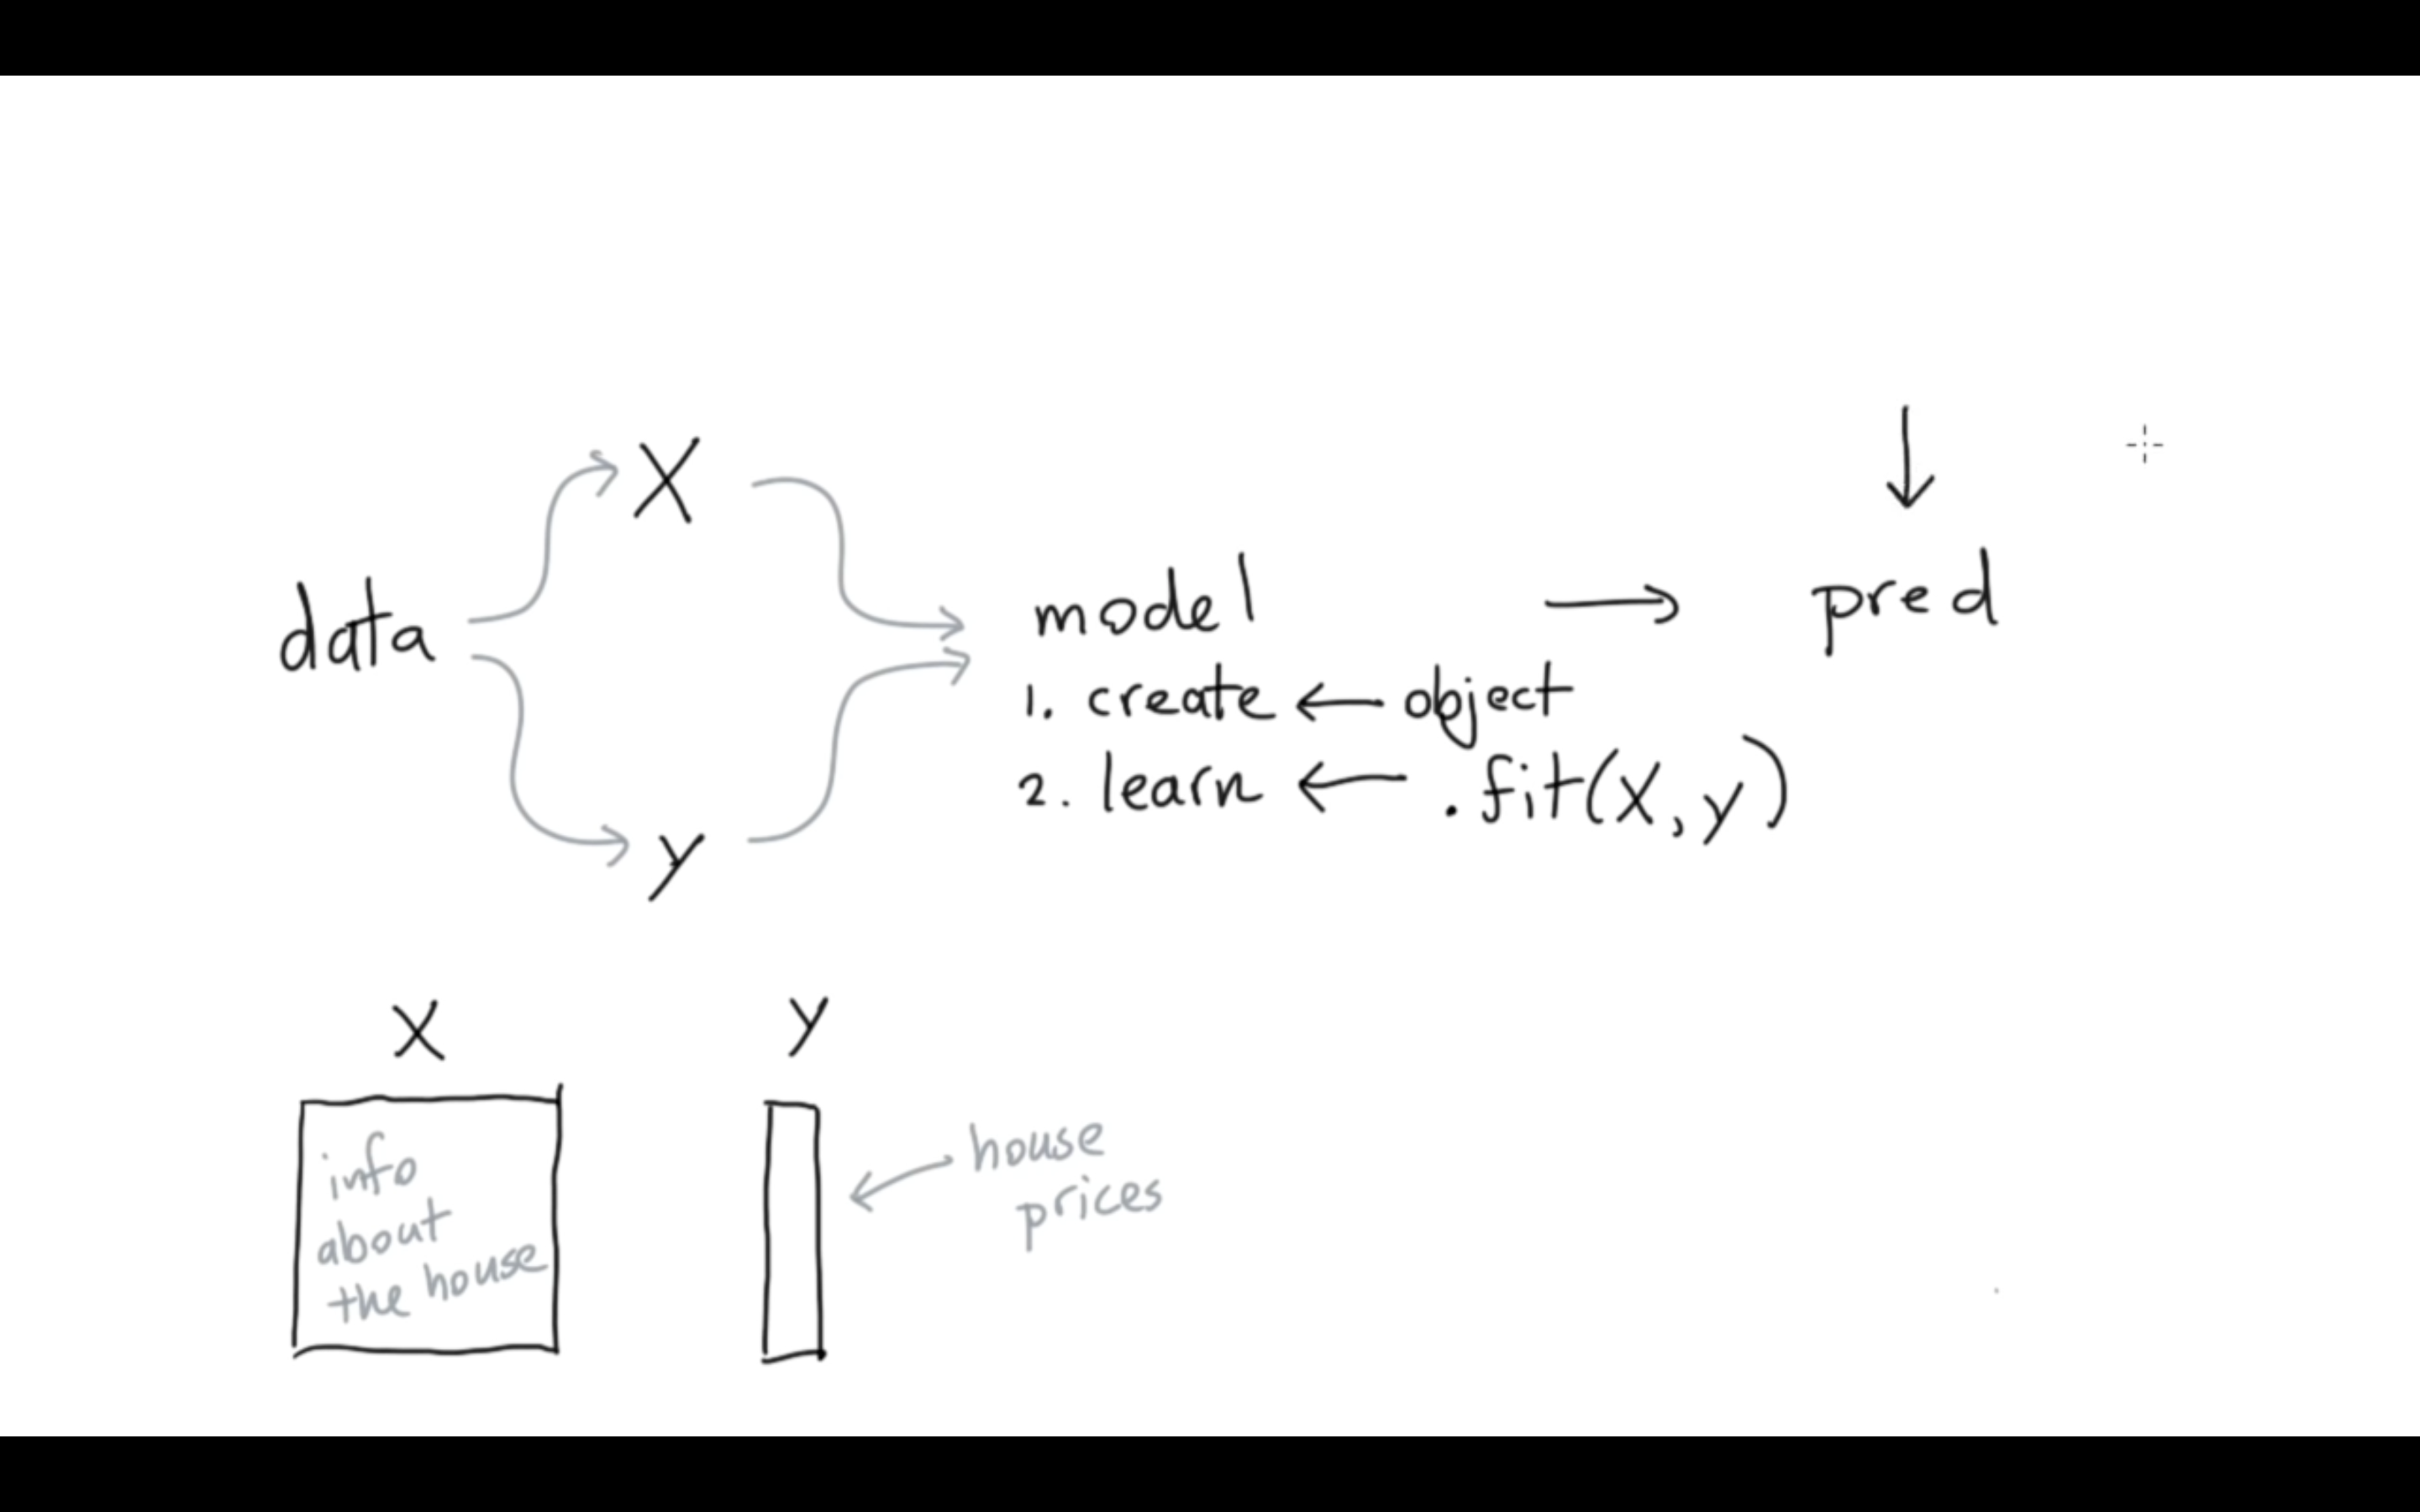 data
X
y
model
1. create ← object
2. learn ← .fit(X, y)
→
pred
X
info
about
the house
y
house
prices